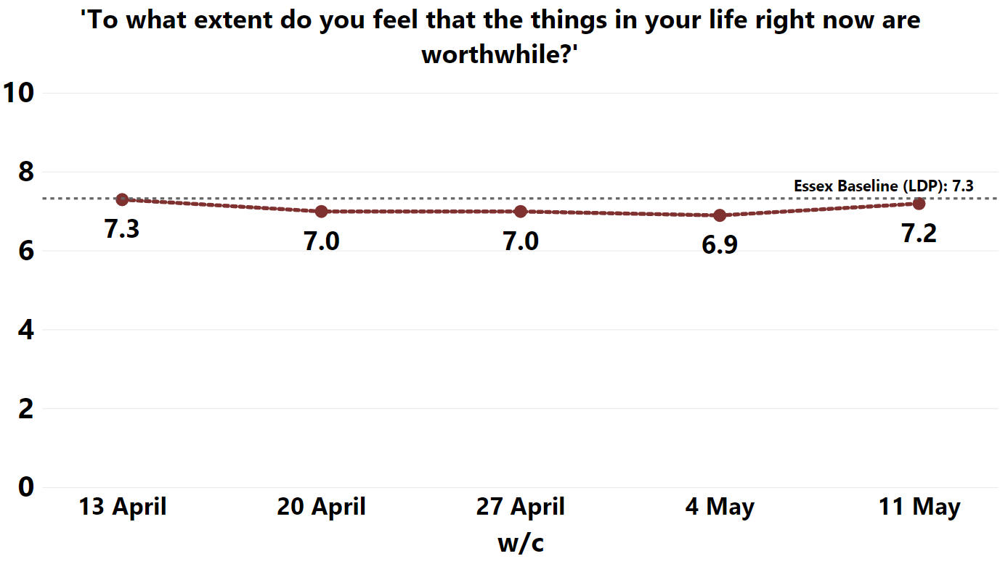 'To what extent do you feel that the things in your life right now are
worthwhile?'
10
8
Essex Baseline (LDP): 7.3
7.3
7.0
7.0
6.9
7.2
6
4
2
0
13 April
20 April
27 April
4 May
11 May
w/c